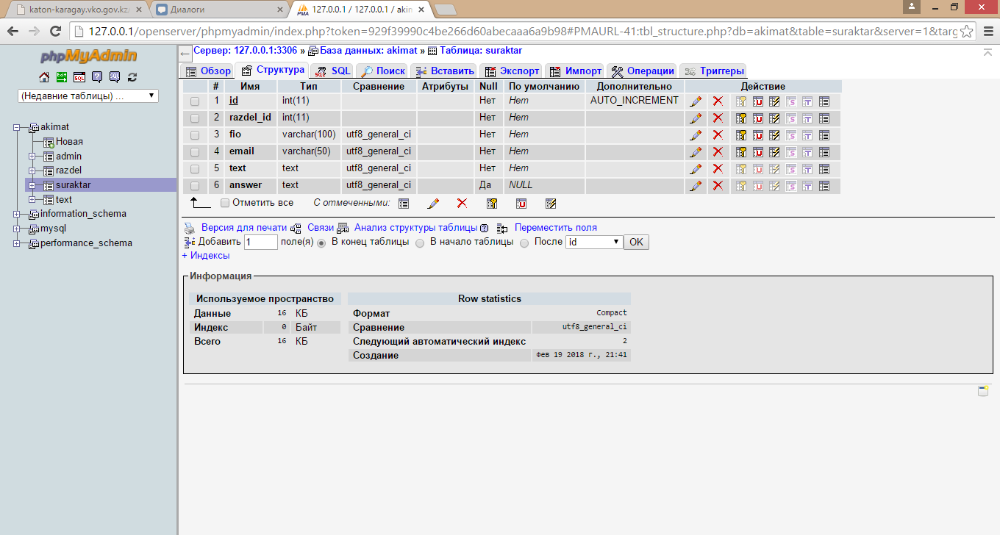 katon-karagay.vko.gov.kz/
Диалоги
127.0.0.1 / 127.0.0.1 / akim
127.0.0.1/openserver/phpmyadmin/index.php?token=929f39990c4be266d60abecaaa6a9b98#PMAURL-41:tbl_structure.php?db=akimat&table=suraktar&server=1&targ
phpMyAdmin
(Недавние таблицы) ...
akimat
Новая
admin
razdel
suraktar
text
information_schema
mysql
performance_schema
Сервер: 127.0.0.1:3306 » База данных: akimat » Таблица: suraktar
Обзор Структура SQL Поиск Вставить Экспорт Импорт Операции Триггеры
# Имя Тип Сравнение Атрибуты Null По умолчанию Дополнительно Действие
1 id int(11) Нет Нет AUTO_INCREMENT
2 razdel_id int(11) Нет Нет
3 fio varchar(100) utf8_general_ci Нет Нет
4 email varchar(50) utf8_general_ci Нет Нет
5 text text utf8_general_ci Нет Нет
6 answer text utf8_general_ci Да NULL
Отметить все С отмеченными:
Версия для печати Связи Анализ структуры таблицы Переместить поля
Добавить 1 поле(я) В конец таблицы В начало таблицы После id OK
+ Индексы
Информация
Используемое пространство
Данные 16 КБ
Индекс 0 Байт
Всего 16 КБ
Row statistics
Формат Compact
Сравнение utf8_general_ci
Следующий автоматический индекс 2
Создание Фев 19 2018 г., 21:41